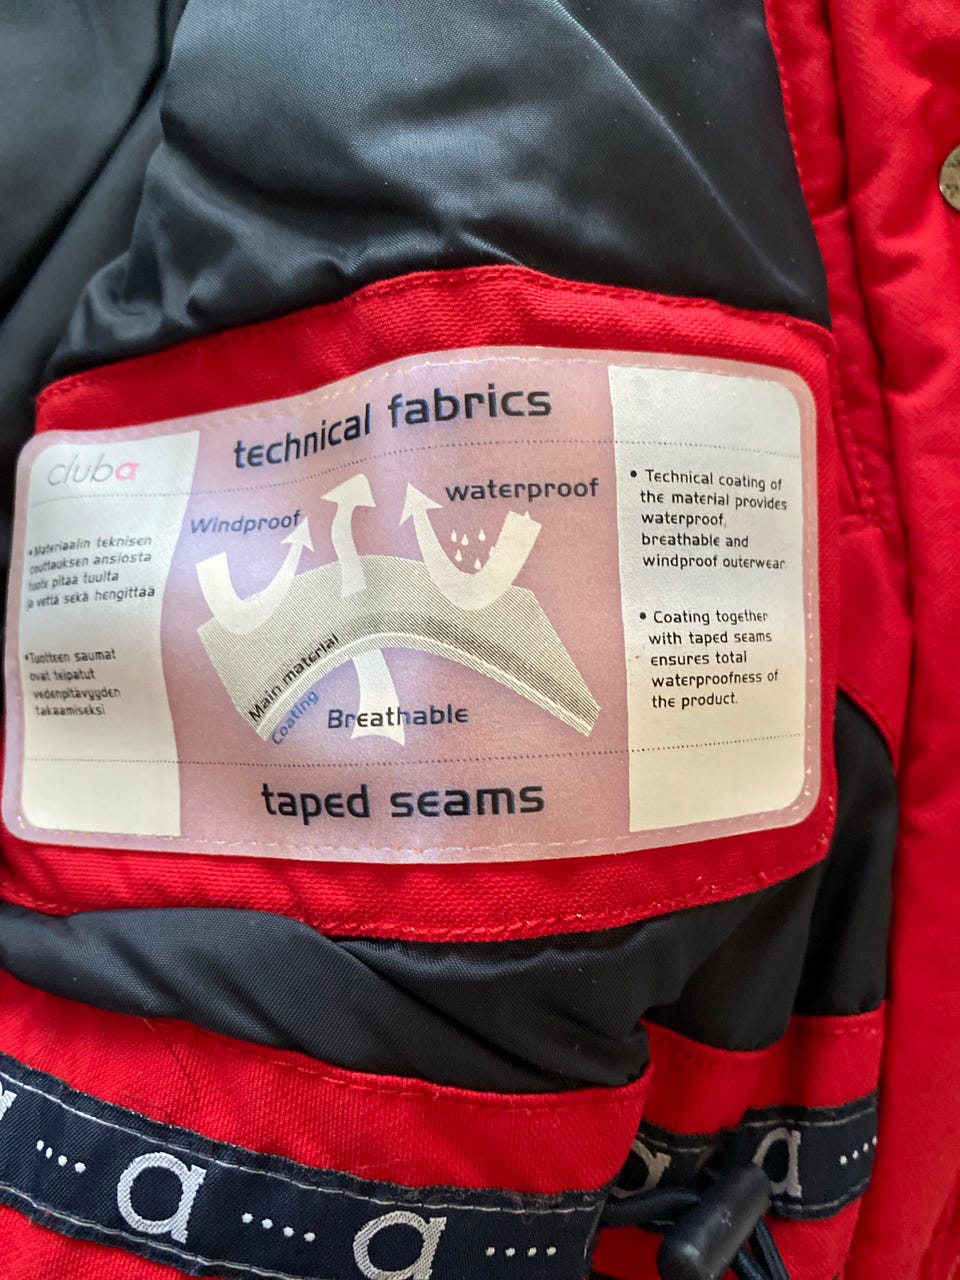 technical fabrics
cluba
Windproof
waterproof
•Materiaalin teknisen
couttauksen ansiosta
tuote pitää tuulta
ja vettä sekä hengittää
•Tuotteen saumat
ovat teipatut
vedenpitävyyden
takaamiseksi
Main material
Coating
Breathable
taped seams
• Technical coating of
the material provides
waterproof,
breathable and
windproof outerwear
• Coating together
with taped seams
ensures total
waterproofness of
the product.
a .... a ....
a ....